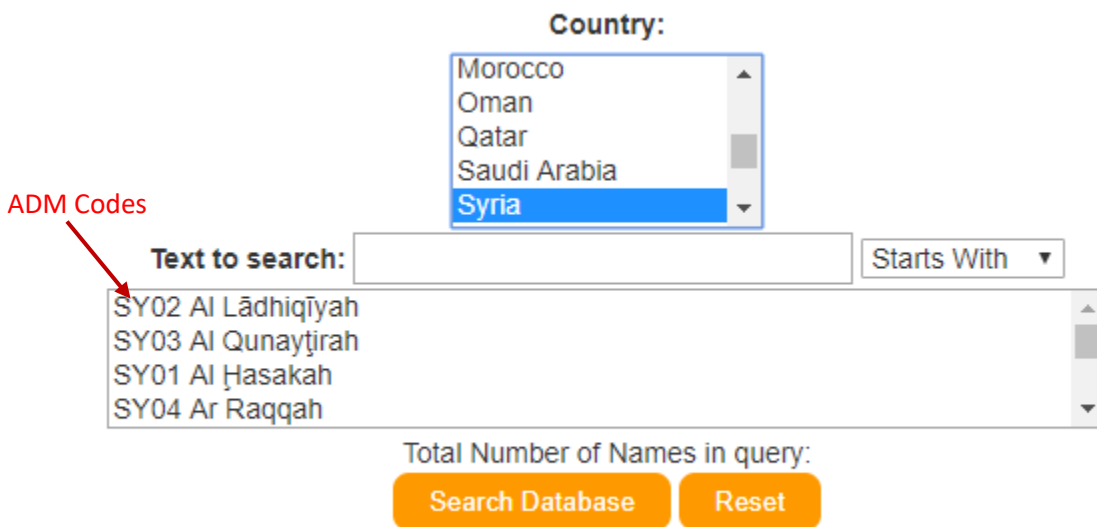 Country:
Morocco
Oman
Qatar
Saudi Arabia
Syria
ADM Codes
Text to search:
Starts With
SY02 Al Lādhiqīyah
SY03 Al Qunayţirah
SY01 Al Ḩasakah
SY04 Ar Raqqah
Total Number of Names in query:
Search Database
Reset